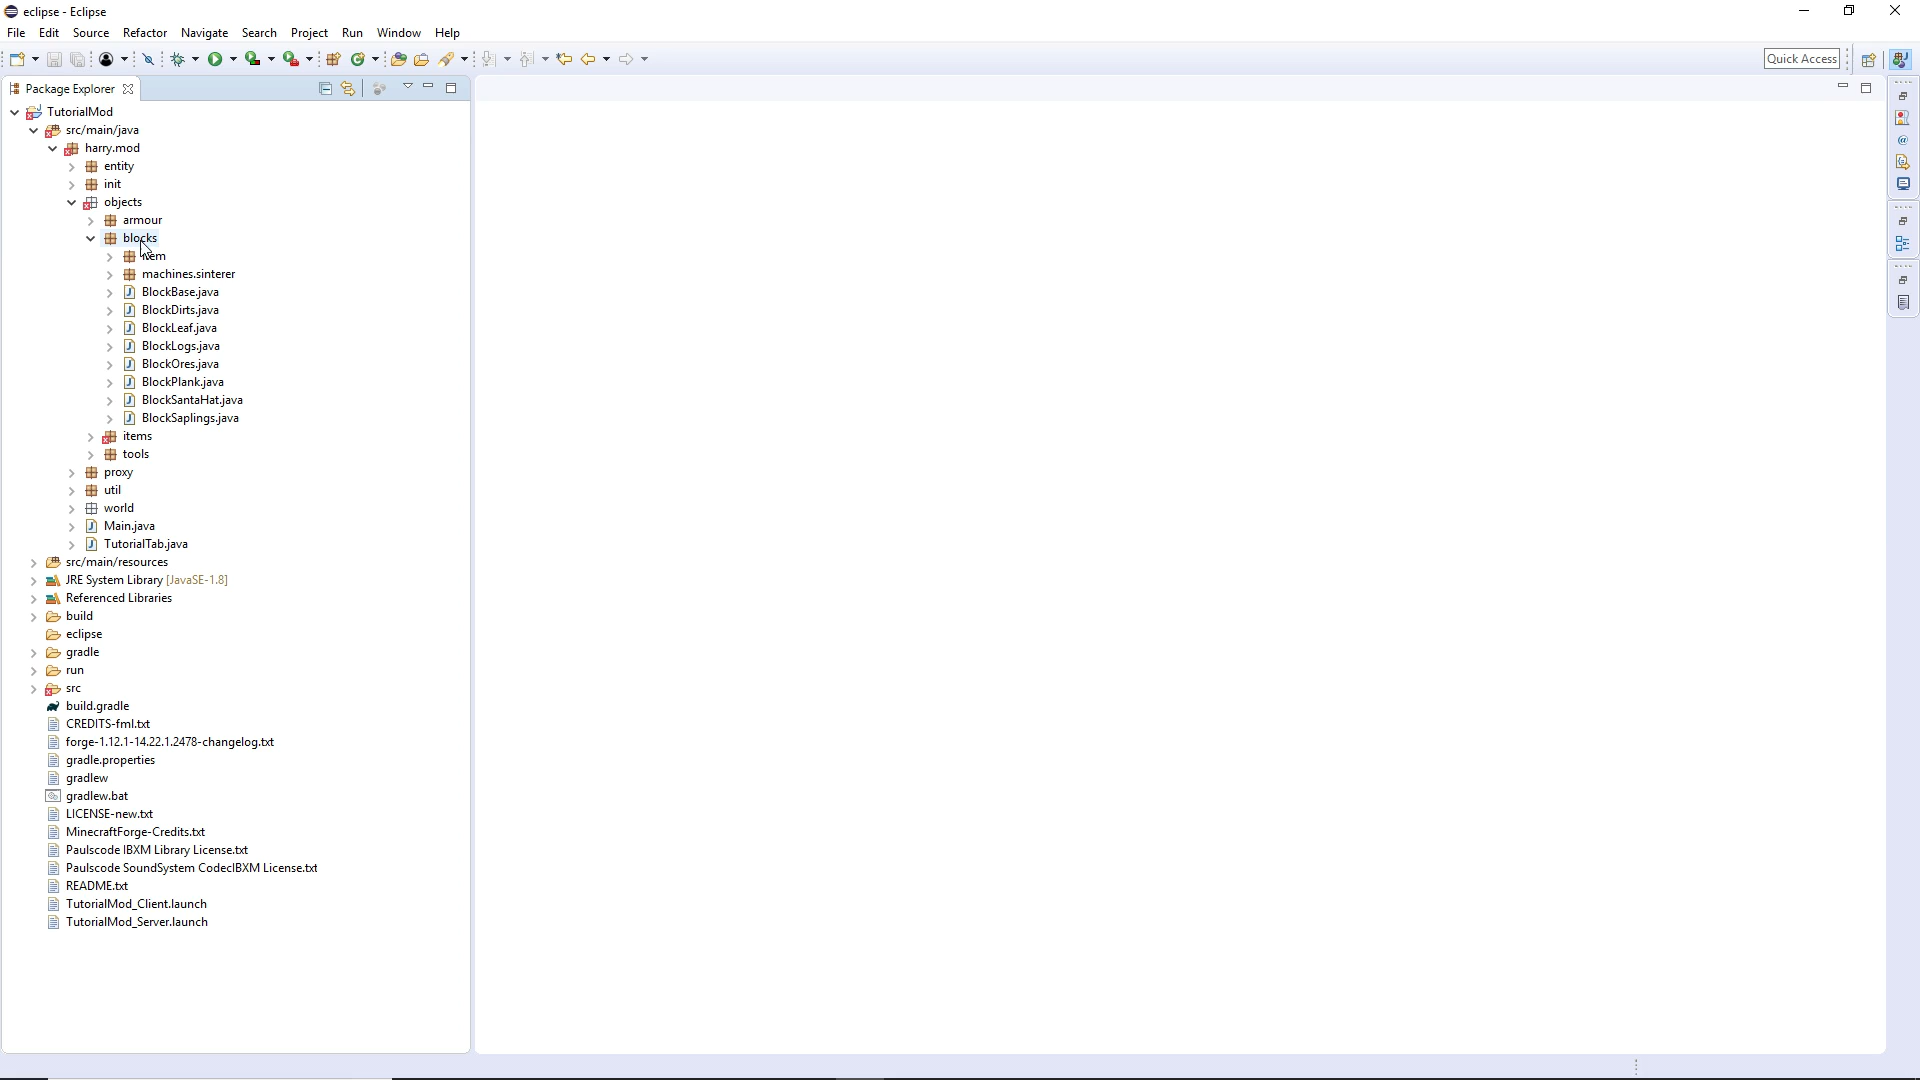 eclipse - Eclipse
File Edit Source Refactor Navigate Search Project Run Window Help
Quick Access
Package Explorer
TutorialMod
src/main/java
harry.mod
entity
init
objects
armour
blocks
item
machines.sinterer
BlockBase.java
BlockDirts.java
BlockLeaf.java
BlockLogs.java
BlockOres.java
BlockPlank.java
BlockSantaHat.java
BlockSaplings.java
items
tools
proxy
util
world
Main.java
TutorialTab.java
src/main/resources
JRE System Library [JavaSE-1.8]
Referenced Libraries
build
eclipse
gradle
run
src
build.gradle
CREDITS-fml.txt
forge-1.12.1-14.22.1.2478-changelog.txt
gradle.properties
gradlew
gradlew.bat
LICENSE-new.txt
MinecraftForge-Credits.txt
Paulscode IBXM Library License.txt
Paulscode SoundSystem CodecIBXM License.txt
README.txt
TutorialMod_Client.launch
TutorialMod_Server.launch